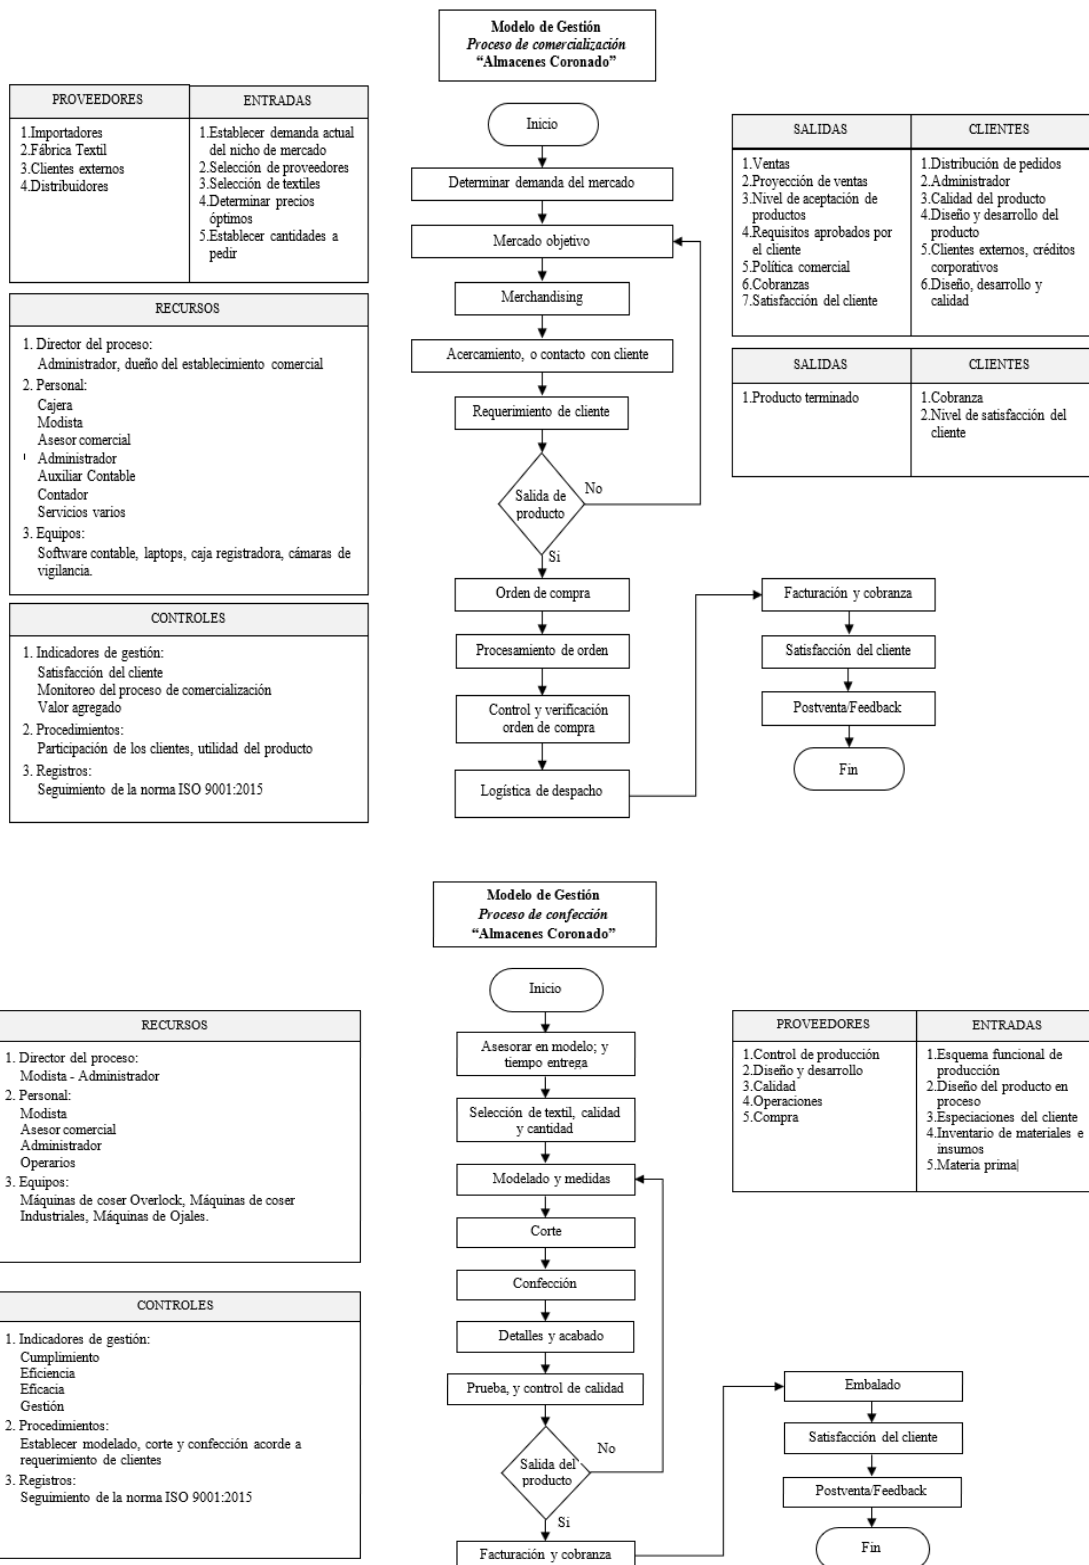 Modelo de Gestión
Proceso de comercialización
“Almacenes Coronado”
PROVEEDORES
1.Importadores
2.Fábrica Textil
3.Clientes externos
4.Distribuidores
ENTRADAS
1.Establecer demanda actual
del nicho de mercado
2.Selección de proveedores
3.Selección de textiles
4.Determinar precios
óptimos
5.Establecer cantidades a
pedir
RECURSOS
1. Director del proceso:
Administrador, dueño del establecimiento comercial
2. Personal:
Cajera
Modista
Asesor comercial
Administrador
Auxiliar Contable
Contador
Servicios varios
3. Equipos:
Software contable, laptops, caja registradora, cámaras de
vigilancia.
CONTROLES
1. Indicadores de gestión:
Satisfacción del cliente
Monitoreo del proceso de comercialización
Valor agregado
2. Procedimientos:
Participación de los clientes, utilidad del producto
3. Registros:
Seguimiento de la norma ISO 9001:2015
Inicio
Determinar demanda del mercado
Mercado objetivo
Merchandising
Acercamiento, o contacto con cliente
Requerimiento de cliente
Salida de
producto
No
Si
Orden de compra
Procesamiento de orden
Control y verificación
orden de compra
Logística de despacho
Facturación y cobranza
Satisfacción del cliente
Postventa/Feedback
Fin
SALIDAS
1.Ventas
2.Proyección de ventas
3.Nivel de aceptación de
productos
4.Requisitos aprobados por
el cliente
5.Política comercial
6.Cobranzas
7.Satisfacción del cliente
CLIENTES
1.Distribución de pedidos
2.Administrador
3.Calidad del producto
4.Diseño y desarrollo del
producto
5.Clientes externos, créditos
corporativos
6.Diseño, desarrollo y
calidad
SALIDAS
1.Producto terminado
CLIENTES
1.Cobranza
2.Nivel de satisfacción del
cliente
Modelo de Gestión
Proceso de confección
“Almacenes Coronado”
RECURSOS
1. Director del proceso:
Modista - Administrador
2. Personal:
Modista
Asesor comercial
Administrador
Operarios
3. Equipos:
Máquinas de coser Overlock, Máquinas de coser
Industriales, Máquinas de Ojales.
CONTROLES
1. Indicadores de gestión:
Cumplimiento
Eficiencia
Eficacia
Gestión
2. Procedimientos:
Establecer modelado, corte y confección acorde a
requerimiento de clientes
3. Registros:
Seguimiento de la norma ISO 9001:2015
Inicio
Asesorar en modelo; y
tiempo entrega
Selección de textil, calidad
y cantidad
Modelado y medidas
Corte
Confección
Detalles y acabado
Prueba, y control de calidad
Salida del
producto
No
Si
Facturación y cobranza
Embalado
Satisfacción del cliente
Postventa/Feedback
Fin
PROVEEDORES
1.Control de producción
2.Diseño y desarrollo
3.Calidad
4.Operaciones
5.Compra
ENTRADAS
1.Esquema funcional de
producción
2.Diseño del producto en
proceso
3.Especiaciones del cliente
4.Inventario de materiales e
insumos
5.Materia prima